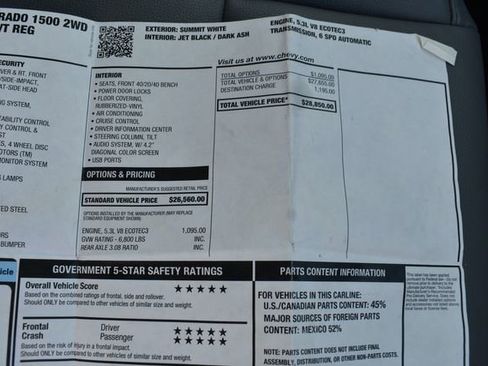 RADO 1500 2WD
/T REG
EXTERIOR: SUMMIT WHITE
INTERIOR: JET BLACK / DARK ASH
ENGINE, 5.3L V8 ECOTEC3
TRANSMISSION, 6 SPD AUTOMATIC
Visit us at www.chevy.com
SECURITY
INTERIOR
• SEATS, FRONT 40/20/40 BENCH
• POWER DOOR LOCKS
• FLOOR COVERING,
RUBBERIZED-VINYL
• AIR CONDITIONING
• CRUISE CONTROL
• DRIVER INFORMATION CENTER
• STEERING COLUMN, TILT
• AUDIO SYSTEM, W/ 4.2"
DIAGONAL COLOR SCREEN
• USB PORTS
OPTIONS & PRICING
MANUFACTURER'S SUGGESTED RETAIL PRICE
STANDARD VEHICLE PRICE $26,560.00
OPTIONS INSTALLED BY THE MANUFACTURER (MAY REPLACE
STANDARD EQUIPMENT SHOWN)
ENGINE, 5.3L V8 ECOTEC3 1,095.00
GVW RATING - 6,800 LBS INC.
REAR AXLE 3.08 RATIO INC.
TOTAL OPTIONS $1,095.00
TOTAL VEHICLE & OPTIONS $27,655.00
DESTINATION CHARGE 1,195.00
TOTAL VEHICLE PRICE* $28,850.00
VER & RT. FRONT
SIDE-IMPACT,
AT-SIDE HEAD
NG SYSTEM,
STABILITY CONTROL
Y CONTROL &
ST
S, 4 WHEEL DISC
OTORS (TM)
MONITOR SYSTEM
LAMPS
TED STEEL
ORS
BUMPER
GOVERNMENT 5-STAR SAFETY RATINGS
Overall Vehicle Score ★★★★★
Based on the combined ratings of frontal, side and rollover.
Should ONLY be compared to other vehicles of similar size and weight.
Frontal Driver ★★★★★
Crash Passenger ★★★★★
Based on the risk of injury in a frontal impact.
Should ONLY be compared to other vehicles of similar size and weight.
PARTS CONTENT INFORMATION
FOR VEHICLES IN THIS CARLINE:
U.S./CANADIAN PARTS CONTENT: 45%
MAJOR SOURCES OF FOREIGN PARTS
CONTENT: MEXICO 52%
NOTE: PARTS CONTENT DOES NOT INCLUDE FINAL
ASSEMBLY, DISTRIBUTION, OR OTHER NON-PARTS COSTS.
This label has been applied